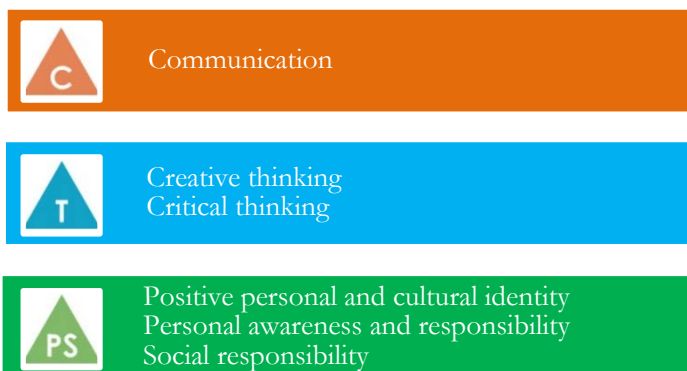 C
Communication
T
Creative thinking
Critical thinking
PS
Positive personal and cultural identity
Personal awareness and responsibility
Social responsibility